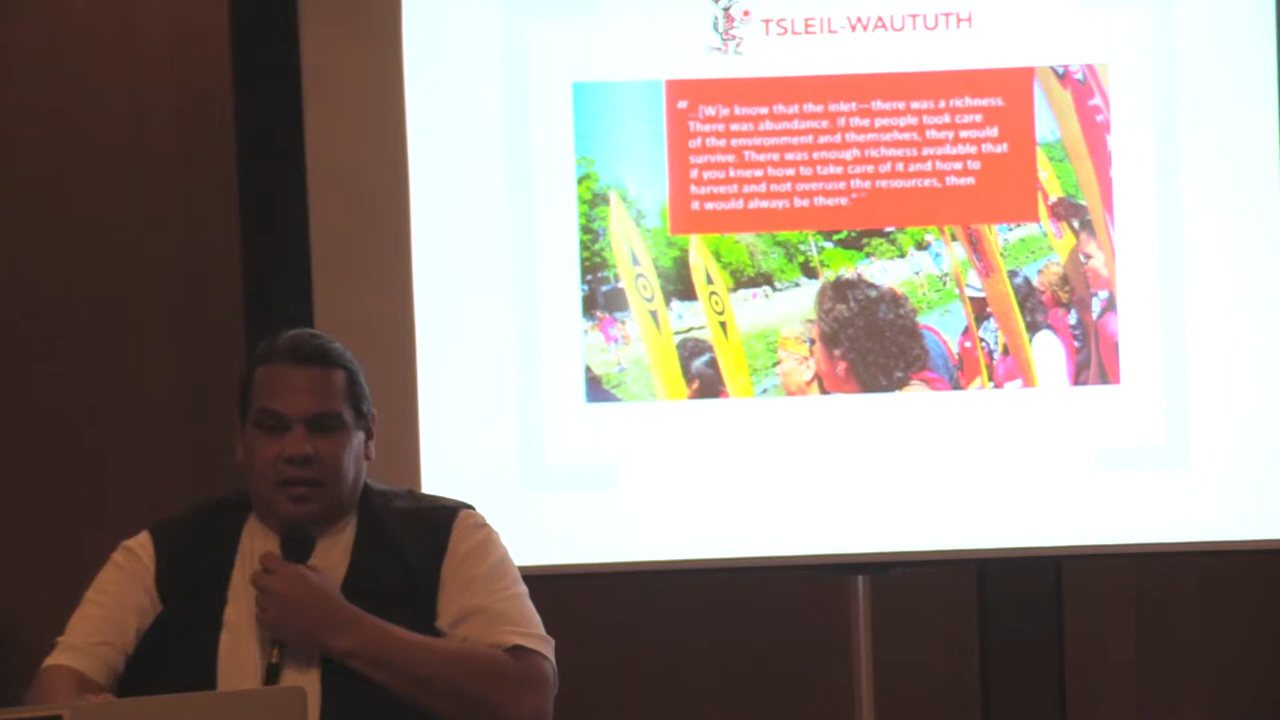 TSLEIL-WAUTUTH
“...[W]e know that the inlet—there was a richness.
There was abundance. If the people took care
of the environment and themselves, they would
survive. There was enough richness available that
if you knew how to take care of it and how to
harvest and not overuse the resources, then
it would always be there.”